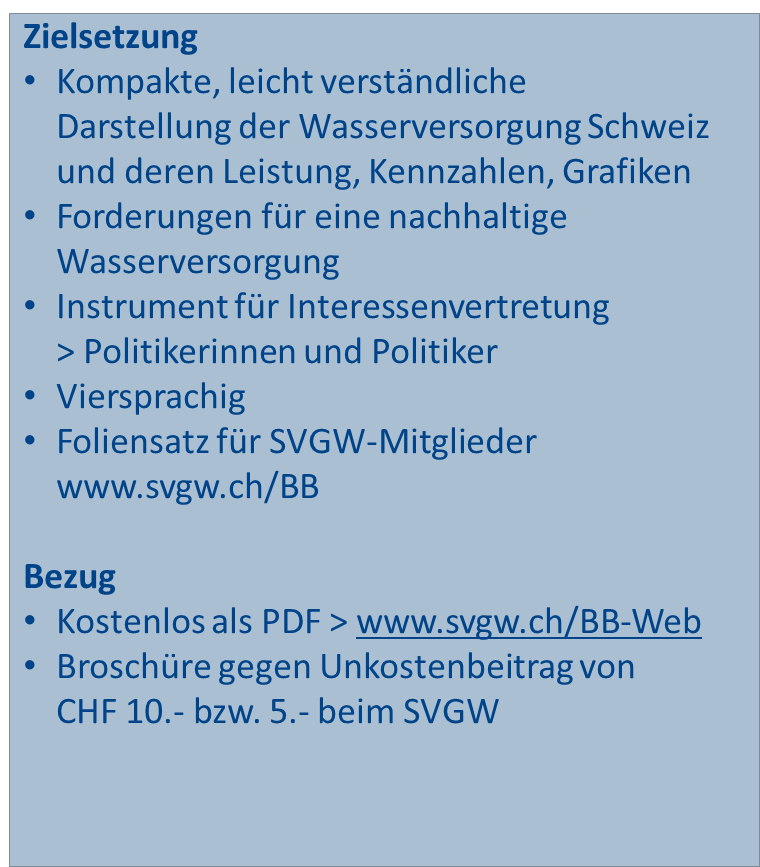 Zielsetzung
• Kompakte, leicht verständliche
Darstellung der Wasserversorgung Schweiz
und deren Leistung, Kennzahlen, Grafiken
• Forderungen für eine nachhaltige
Wasserversorgung
• Instrument für Interessenvertretung
> Politikerinnen und Politiker
• Viersprachig
• Foliensatz für SVGW-Mitglieder
www.svgw.ch/BB
Bezug
• Kostenlos als PDF > www.svgw.ch/BB-Web
• Broschüre gegen Unkostenbeitrag von
CHF 10.- bzw. 5.- beim SVGW